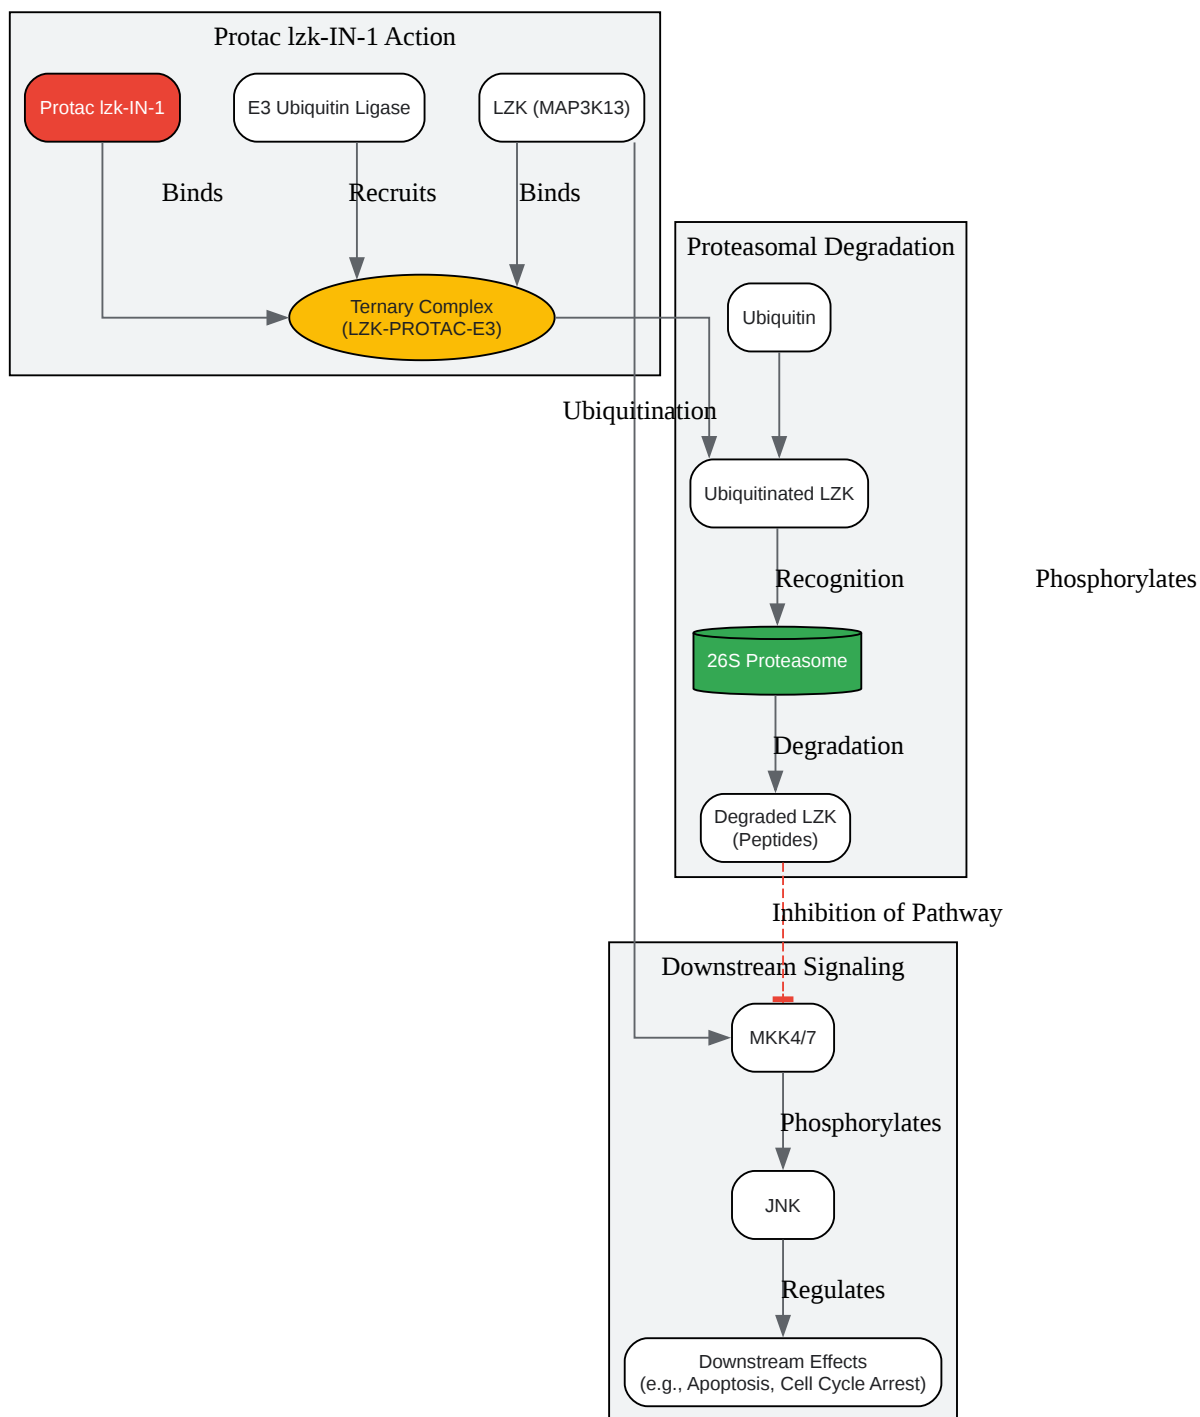 Protac lzk-IN-1 Action
Protac lzk-IN-1
E3 Ubiquitin Ligase
LZK (MAP3K13)
Binds
Recruits
Binds
Ternary Complex
(LZK-PROTAC-E3)
Proteasomal Degradation
Ubiquitin
Ubiquitination
Ubiquitinated LZK
Recognition
Phosphorylates
26S Proteasome
Degradation
Degraded LZK
(Peptides)
Inhibition of Pathway
Downstream Signaling
MKK4/7
Phosphorylates
JNK
Regulates
Downstream Effects
(e.g., Apoptosis, Cell Cycle Arrest)